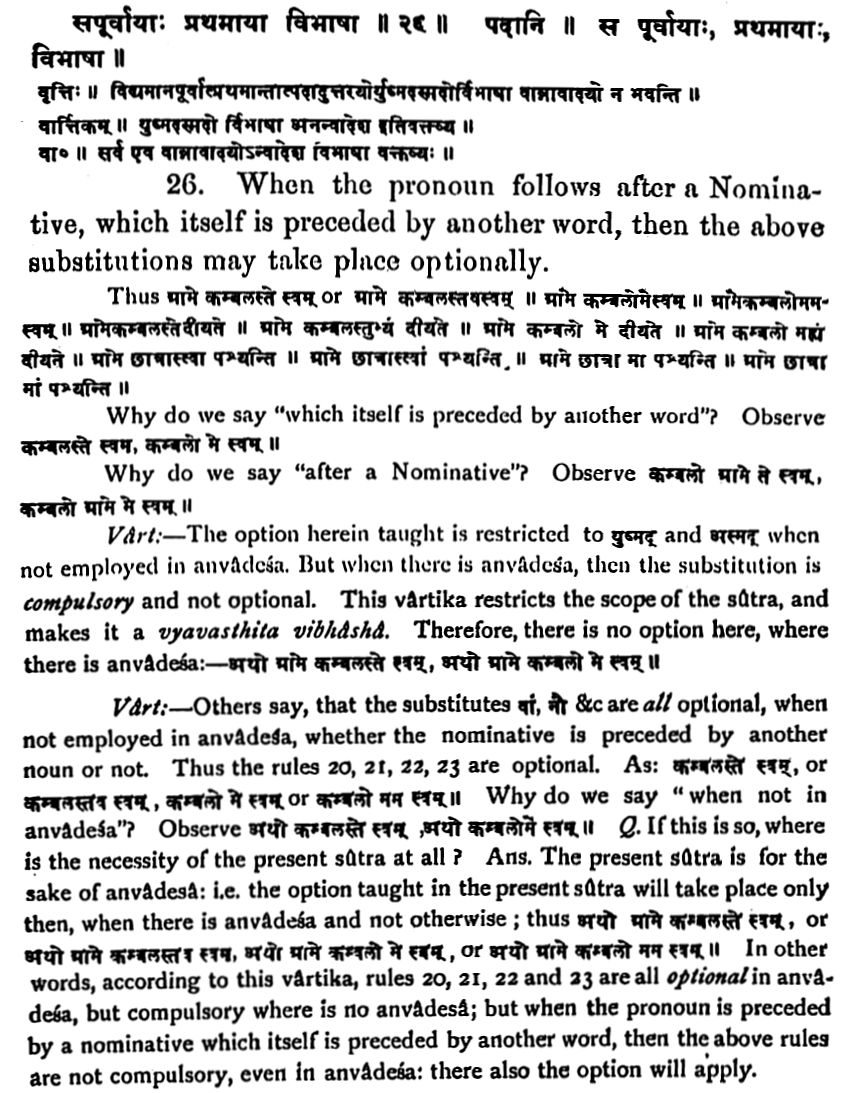 सपूर्वायाः प्रथमाया विभाषा ॥ २६ ॥ पदानि ॥ स पूर्वायाः, प्रथमायाः,
विभाषा ॥
वृत्तिः ॥ विद्यमानपूर्वात्प्रथमान्तात्पदादुत्तरयोर्युष्मदस्मदोर्विभाषा वान्नावादयो न भवन्ति ॥
वार्त्तिकम् ॥ युष्मदस्मदो र्विभाषा अनन्वादेश इतिवक्तव्य ॥
वा० ॥ सर्व एव वान्नावादयोऽन्वादेश विभाषा वक्तव्यः ॥
26. When the pronoun follows after a Nomina-
tive, which itself is preceded by another word, then the above
substitutions may take place optionally.
Thus ग्रामे कम्बलस्ते स्वम् or ग्रामे कम्बलस्तवस्वम् ॥ ग्रामे कम्बलोमेस्वम् ॥ ग्रामेकम्बलोमम-
स्वम् ॥ ग्रामेकम्बलस्तेदीयते ॥ ग्रामे कम्बलस्तुभ्यं दीयते ॥ ग्रामे कम्बलो मे दीयते ॥ ग्रामे कम्बलो मह्यं
दीयते ॥ ग्रामे छात्रास्त्वा पश्यन्ति ॥ ग्रामे छात्रास्त्वां पश्यन्ति ॥ ग्रामे छात्रा मा पश्यन्ति ॥ ग्रामे छात्रा
मां पश्यन्ति ॥
Why do we say “which itself is preceded by another word”? Observe
कम्बलस्ते स्वम, कम्बलो मे स्वम् ॥
Why do we say “after a Nominative”? Observe कम्बलो ग्रामे ते स्वम्,
कम्बलो ग्रामे मे स्वम् ॥
Vârt:—The option herein taught is restricted to युष्मद् and अस्मद् when
not employed in anvâdeśa. But when there is anvâdeśa, then the substitution is
compulsory and not optional. This vârtika restricts the scope of the sûtra, and
makes it a vyavasthita vibhâshâ. Therefore, there is no option here, where
there is anvâdeśa:—अथो ग्रामे कम्बलस्ते स्वम्, अथो ग्रामे कम्बलो मे स्वम् ॥
Vârt:—Others say, that the substitutes वां, नौ &c are all optional, when
not employed in anvâdeśa, whether the nominative is preceded by another
noun or not. Thus the rules 20, 21, 22, 23 are optional. As: कम्बलस्ते स्वम्, or
कम्बलस्तव स्वम्, कम्बलो मे स्वम् or कम्बलो मम स्वम् ॥ Why do we say “when not in
anvâdeśa”? Observe अथो कम्बलस्ते स्वम् ,अथो कम्बलोमे स्वम् ॥ Q. If this is so, where
is the necessity of the present sûtra at all ? Ans. The present sûtra is for the
sake of anvâdesâ: i.e. the option taught in the present sûtra will take place only
then, when there is anvâdeśa and not otherwise ; thus अथो ग्रामे कम्बलस्ते स्वम्, or
अथो ग्रामे कम्बलस्तव स्वम, अथो ग्रामे कम्बलो मे स्वम्, or अथो ग्रामे कम्बलो मम स्वम् ॥ In other
words, according to this vârtika, rules 20, 21, 22 and 23 are all optional in anvâ-
deśa, but compulsory where is no anvâdesâ; but when the pronoun is preceded
by a nominative which itself is preceded by another word, then the above rules
are not compulsory, even in anvâdeśa: there also the option will apply.